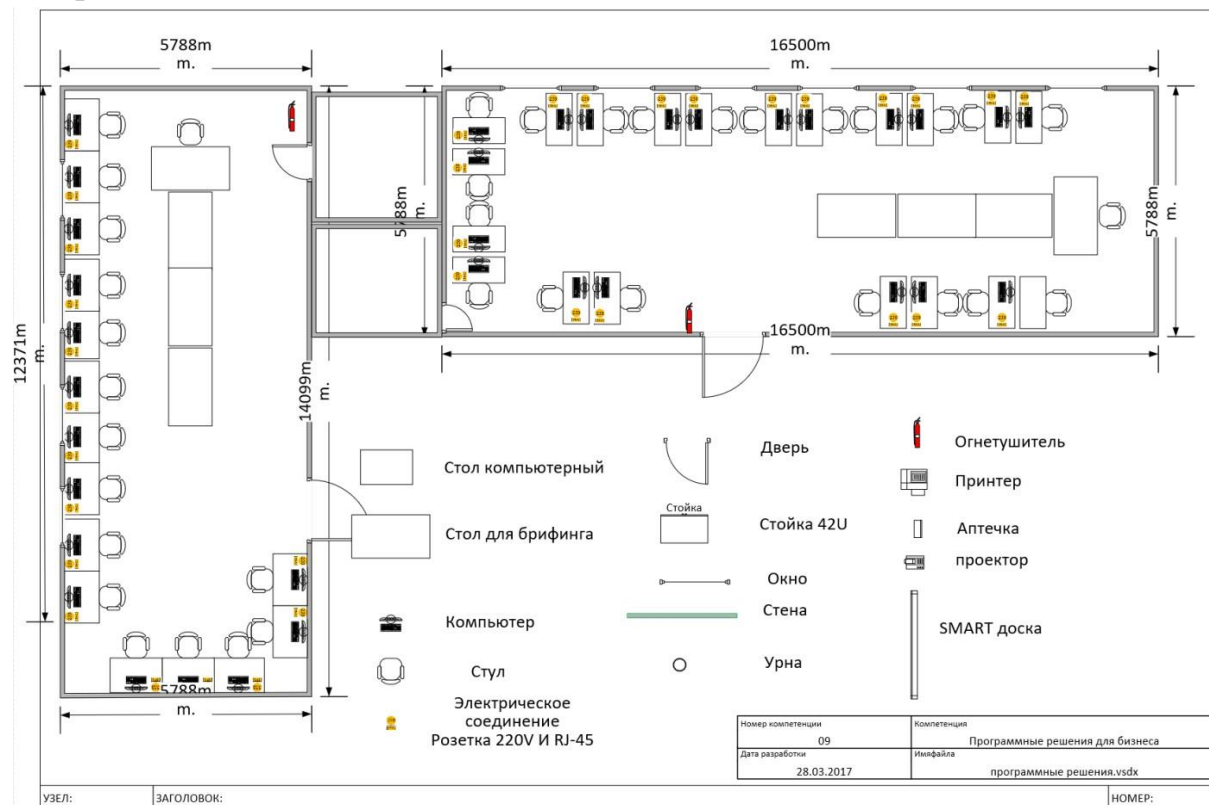 5788m
m.
16500m
m.
5788m
m.
5788m
m.
12371m
m.
14099m
m.
16500m
m.
5788m
m.
Стол компьютерный
Стол для брифинга
Компьютер
Стул
Электрическое
соединение
Розетка 220V И RJ-45
Дверь
Стойка
Стойка 42U
Окно
Стена
Урна
Огнетушитель
Принтер
Аптечка
проектор
SMART доска
Номер компетенции
09
Компетенция
Программные решения для бизнеса
Дата разработки
28.03.2017
Имяфайла
программные решения.vsdx
УЗЕЛ:
ЗАГОЛОВОК:
НОМЕР: